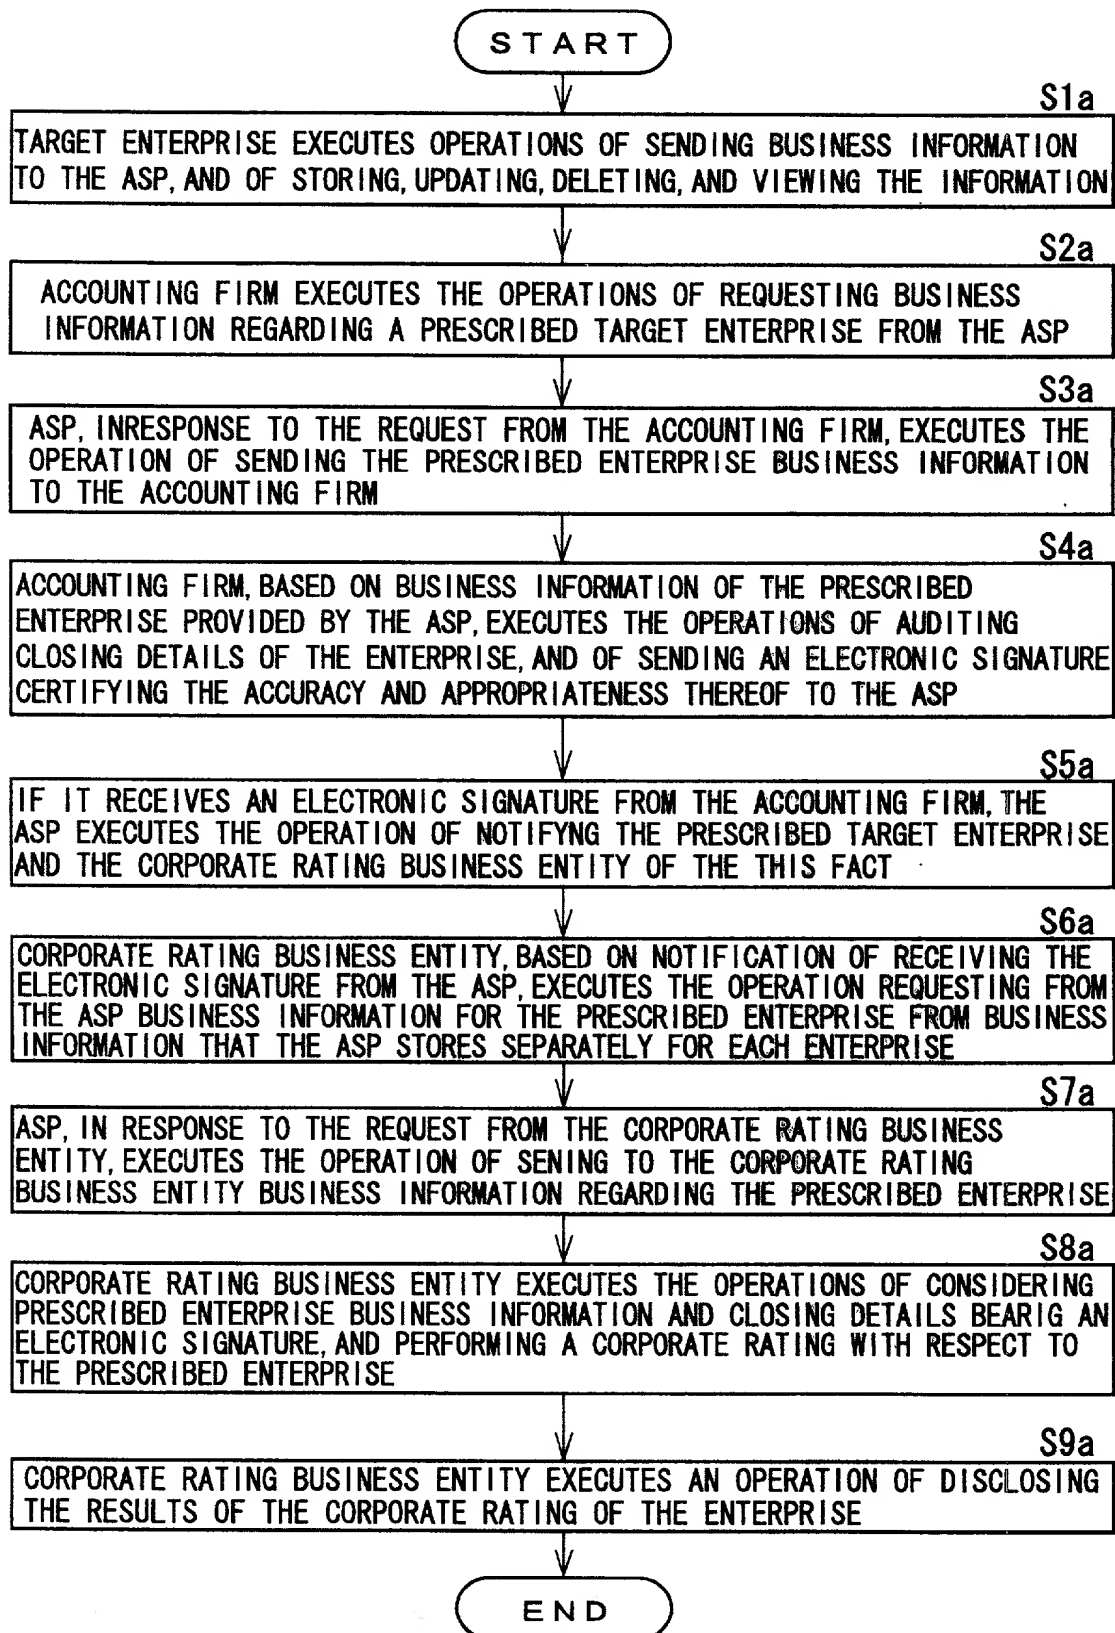 START
S1a
TARGET ENTERPRISE EXECUTES OPERATIONS OF SENDING BUSINESS INFORMATION
TO THE ASP, AND OF STORING, UPDATING, DELETING, AND VIEWING THE INFORMATION
S2a
ACCOUNTING FIRM EXECUTES THE OPERATIONS OF REQUESTING BUSINESS
INFORMATION REGARDING A PRESCRIBED TARGET ENTERPRISE FROM THE ASP
S3a
ASP, INRESPONSE TO THE REQUEST FROM THE ACCOUNTING FIRM, EXECUTES THE
OPERATION OF SENDING THE PRESCRIBED ENTERPRISE BUSINESS INFORMATION
TO THE ACCOUNTING FIRM
S4a
ACCOUNTING FIRM, BASED ON BUSINESS INFORMATION OF THE PRESCRIBED
ENTERPRISE PROVIDED BY THE ASP, EXECUTES THE OPERATIONS OF AUDITING
CLOSING DETAILS OF THE ENTERPRISE, AND OF SENDING AN ELECTRONIC SIGNATURE
CERTIFYING THE ACCURACY AND APPROPRIATENESS THEREOF TO THE ASP
S5a
IF IT RECEIVES AN ELECTRONIC SIGNATURE FROM THE ACCOUNTING FIRM, THE
ASP EXECUTES THE OPERATION OF NOTIFYNG THE PRESCRIBED TARGET ENTERPRISE
AND THE CORPORATE RATING BUSINESS ENTITY OF THE THIS FACT
S6a
CORPORATE RATING BUSINESS ENTITY, BASED ON NOTIFICATION OF RECEIVING THE
ELECTRONIC SIGNATURE FROM THE ASP, EXECUTES THE OPERATION REQUESTING FROM
THE ASP BUSINESS INFORMATION FOR THE PRESCRIBED ENTERPRISE FROM BUSINESS
INFORMATION THAT THE ASP STORES SEPARATELY FOR EACH ENTERPRISE
S7a
ASP, IN RESPONSE TO THE REQUEST FROM THE CORPORATE RATING BUSINESS
ENTITY, EXECUTES THE OPERATION OF SENING TO THE CORPORATE RATING
BUSINESS ENTITY BUSINESS INFORMATION REGARDING THE PRESCRIBED ENTERPRISE
S8a
CORPORATE RATING BUSINESS ENTITY EXECUTES THE OPERATIONS OF CONSIDERING
PRESCRIBED ENTERPRISE BUSINESS INFORMATION AND CLOSING DETAILS BEARIG AN
ELECTRONIC SIGNATURE, AND PERFORMING A CORPORATE RATING WITH RESPECT TO
THE PRESCRIBED ENTERPRISE
S9a
CORPORATE RATING BUSINESS ENTITY EXECUTES AN OPERATION OF DISCLOSING
THE RESULTS OF THE CORPORATE RATING OF THE ENTERPRISE
END